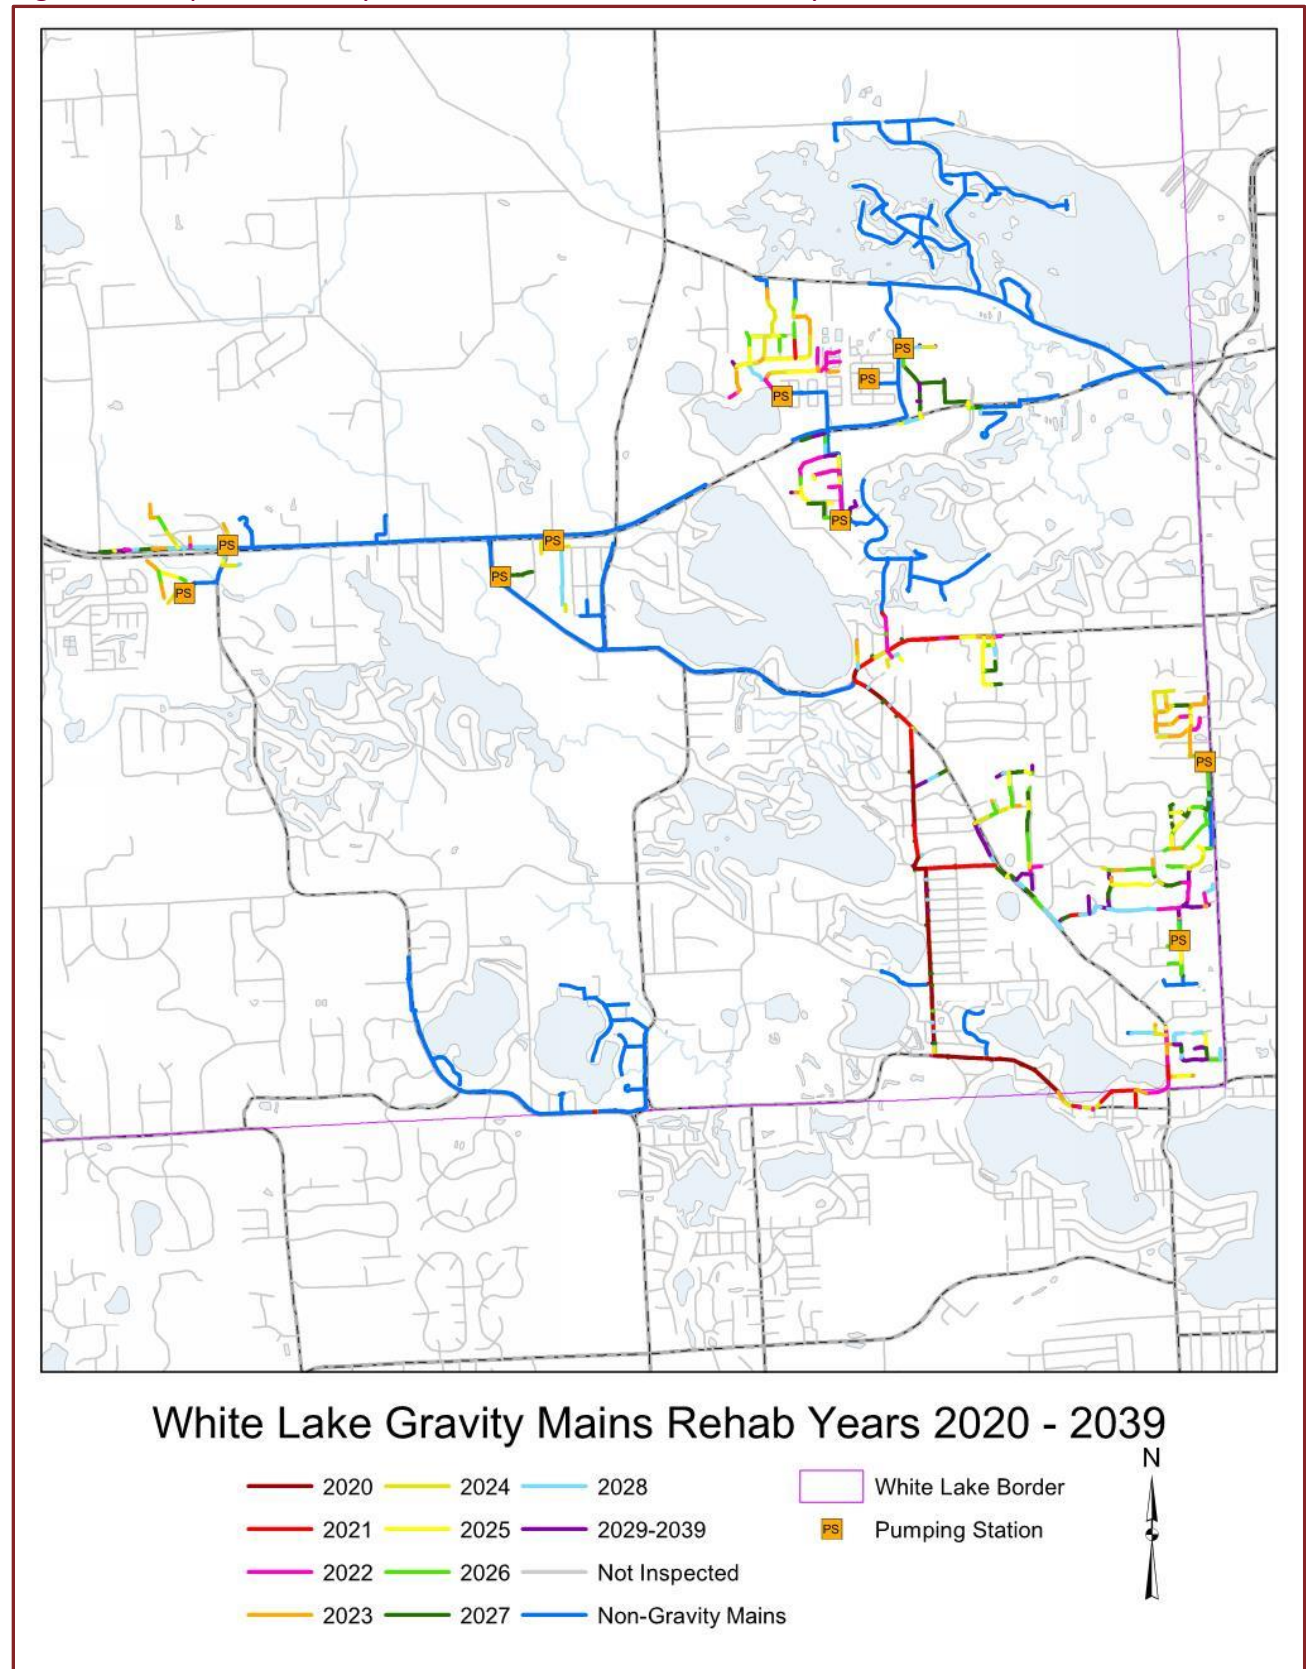 PS
PS
PS
PS
PS
PS
PS
PS
PS
PS
White Lake Gravity Mains Rehab Years 2020 - 2039
N
2020
2024
2028
White Lake Border
2021
2025
2029-2039
PS
Pumping Station
2022
2026
Not Inspected
2023
2027
Non-Gravity Mains